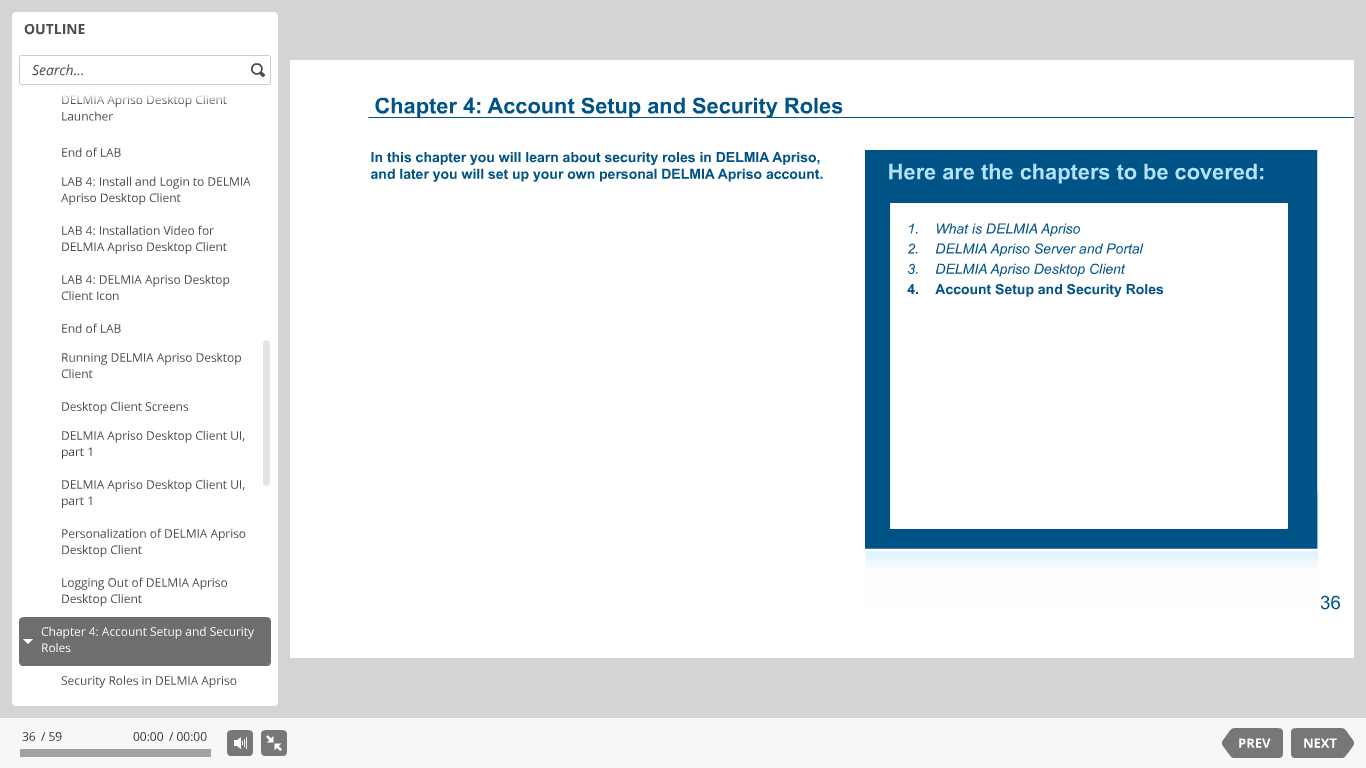 OUTLINE
Search...
DELMIA Apriso Desktop Client
Launcher
End of LAB
LAB 4: Install and Login to DELMIA
Apriso Desktop Client
LAB 4: Installation Video for
DELMIA Apriso Desktop Client
LAB 4: DELMIA Apriso Desktop
Client Icon
End of LAB
Running DELMIA Apriso Desktop
Client
Desktop Client Screens
DELMIA Apriso Desktop Client UI,
part 1
DELMIA Apriso Desktop Client UI,
part 1
Personalization of DELMIA Apriso
Desktop Client
Logging Out of DELMIA Apriso
Desktop Client
Chapter 4: Account Setup and Security
Roles
Security Roles in DELMIA Apriso
Chapter 4: Account Setup and Security Roles
In this chapter you will learn about security roles in DELMIA Apriso,
and later you will set up your own personal DELMIA Apriso account.
Here are the chapters to be covered:
1. What is DELMIA Apriso
2. DELMIA Apriso Server and Portal
3. DELMIA Apriso Desktop Client
4. Account Setup and Security Roles
36
36 / 59
00:00 / 00:00
PREV
NEXT